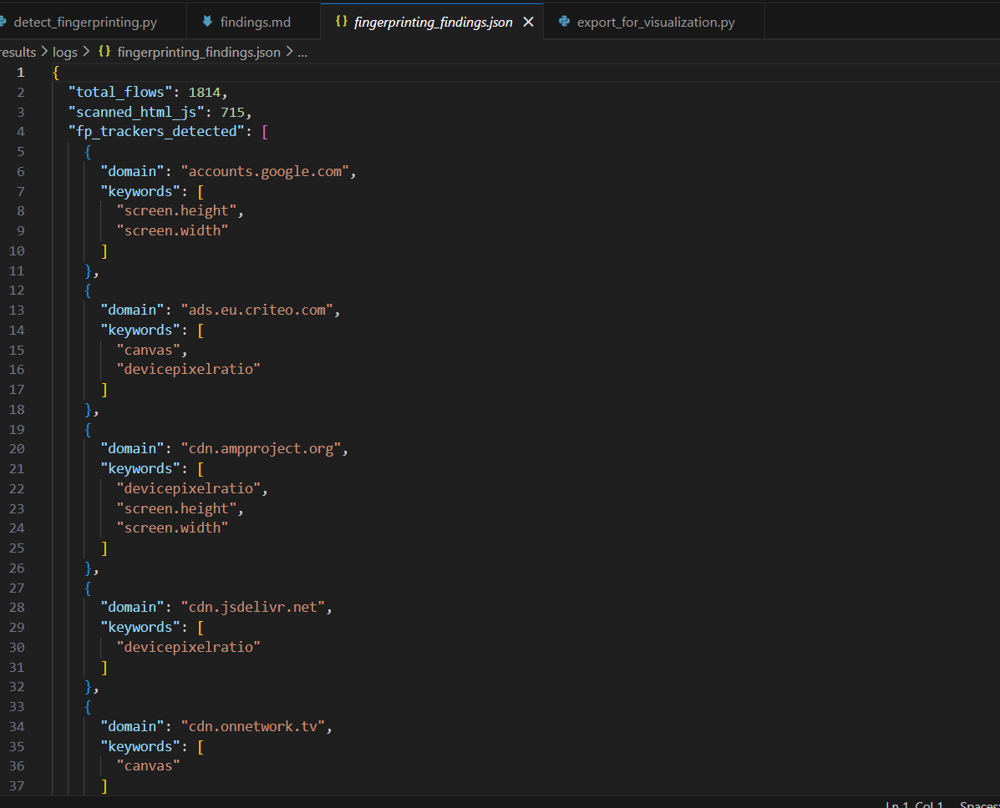 detect_fingerprinting.py findings.md {} fingerprinting_findings.json export_for_visualization.py
results > logs > {} fingerprinting_findings.json > ...
1 {
2 "total_flows": 1814,
3 "scanned_html_js": 715,
4 "fp_trackers_detected": [
5 {
6 "domain": "accounts.google.com",
7 "keywords": [
8 "screen.height",
9 "screen.width"
10 ]
11 },
12 {
13 "domain": "ads.eu.criteo.com",
14 "keywords": [
15 "canvas",
16 "devicepixelratio"
17 ]
18 },
19 {
20 "domain": "cdn.ampproject.org",
21 "keywords": [
22 "devicepixelratio",
23 "screen.height",
24 "screen.width"
25 ]
26 },
27 {
28 "domain": "cdn.jsdelivr.net",
29 "keywords": [
30 "devicepixelratio"
31 ]
32 },
33 {
34 "domain": "cdn.onnetwork.tv",
35 "keywords": [
36 "canvas"
37 ]
Ln 1, Col 1 Spaces